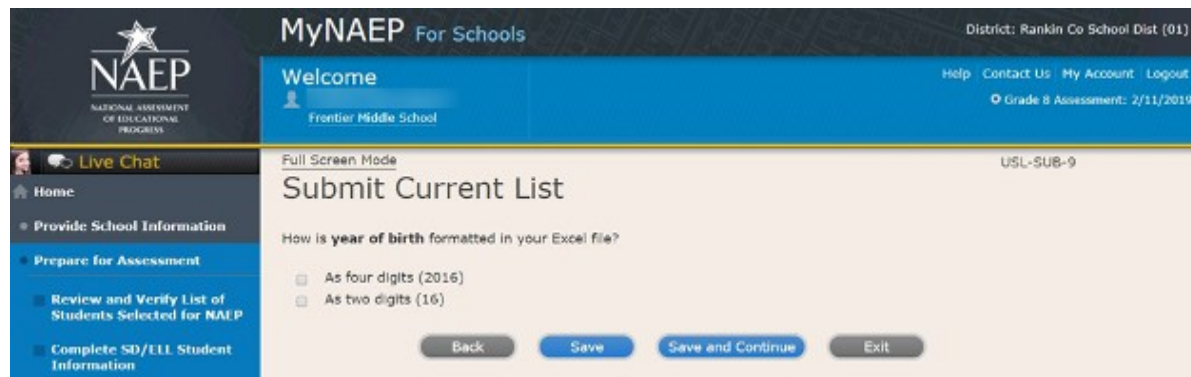 NAEP
NATIONAL ASSESSMENT
OF EDUCATIONAL
PROGRESS
MyNAEP For Schools
District: Rankin Co School Dist (01)
Welcome
Frontier Middle School
Help Contact Us My Account Logout
Grade 8 Assessment: 2/11/2019
Live Chat
Home
Provide School Information
Prepare for Assessment
Review and Verify List of
Students Selected for NAEP
Complete SD/ELL Student
Information
Full Screen Mode
USL-SUB-9
Submit Current List
How is year of birth formatted in your Excel file?
As four digits (2016)
As two digits (16)
Back Save Save and Continue Exit